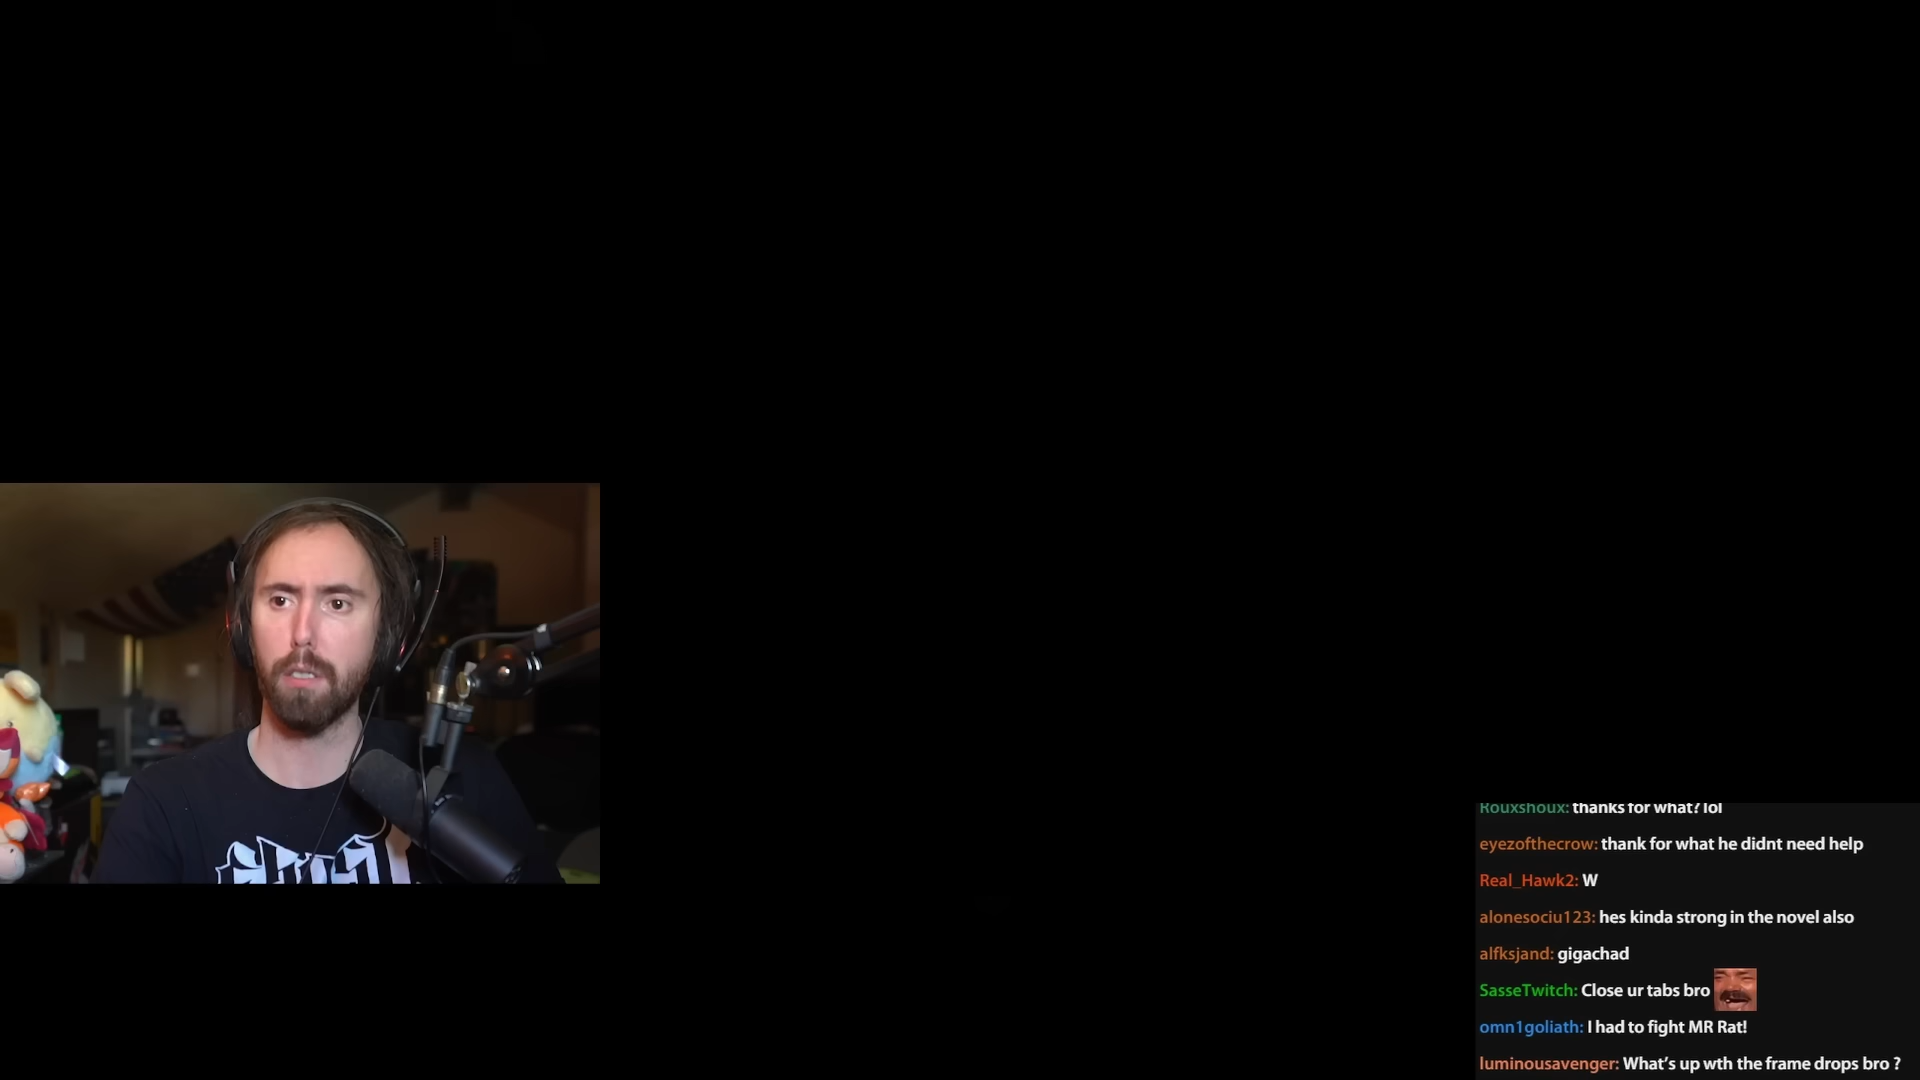 Rouxshoux: thanks for what? lol
eyezofthecrow: thank for what he didnt need help
Real_Hawk2: W
alonesociu123: hes kinda strong in the novel also
alfksjand: gigachad
SasseTwitch: Close ur tabs bro
omn1goliath: I had to fight MR Rat!
luminousavenger: What's up wth the frame drops bro ?